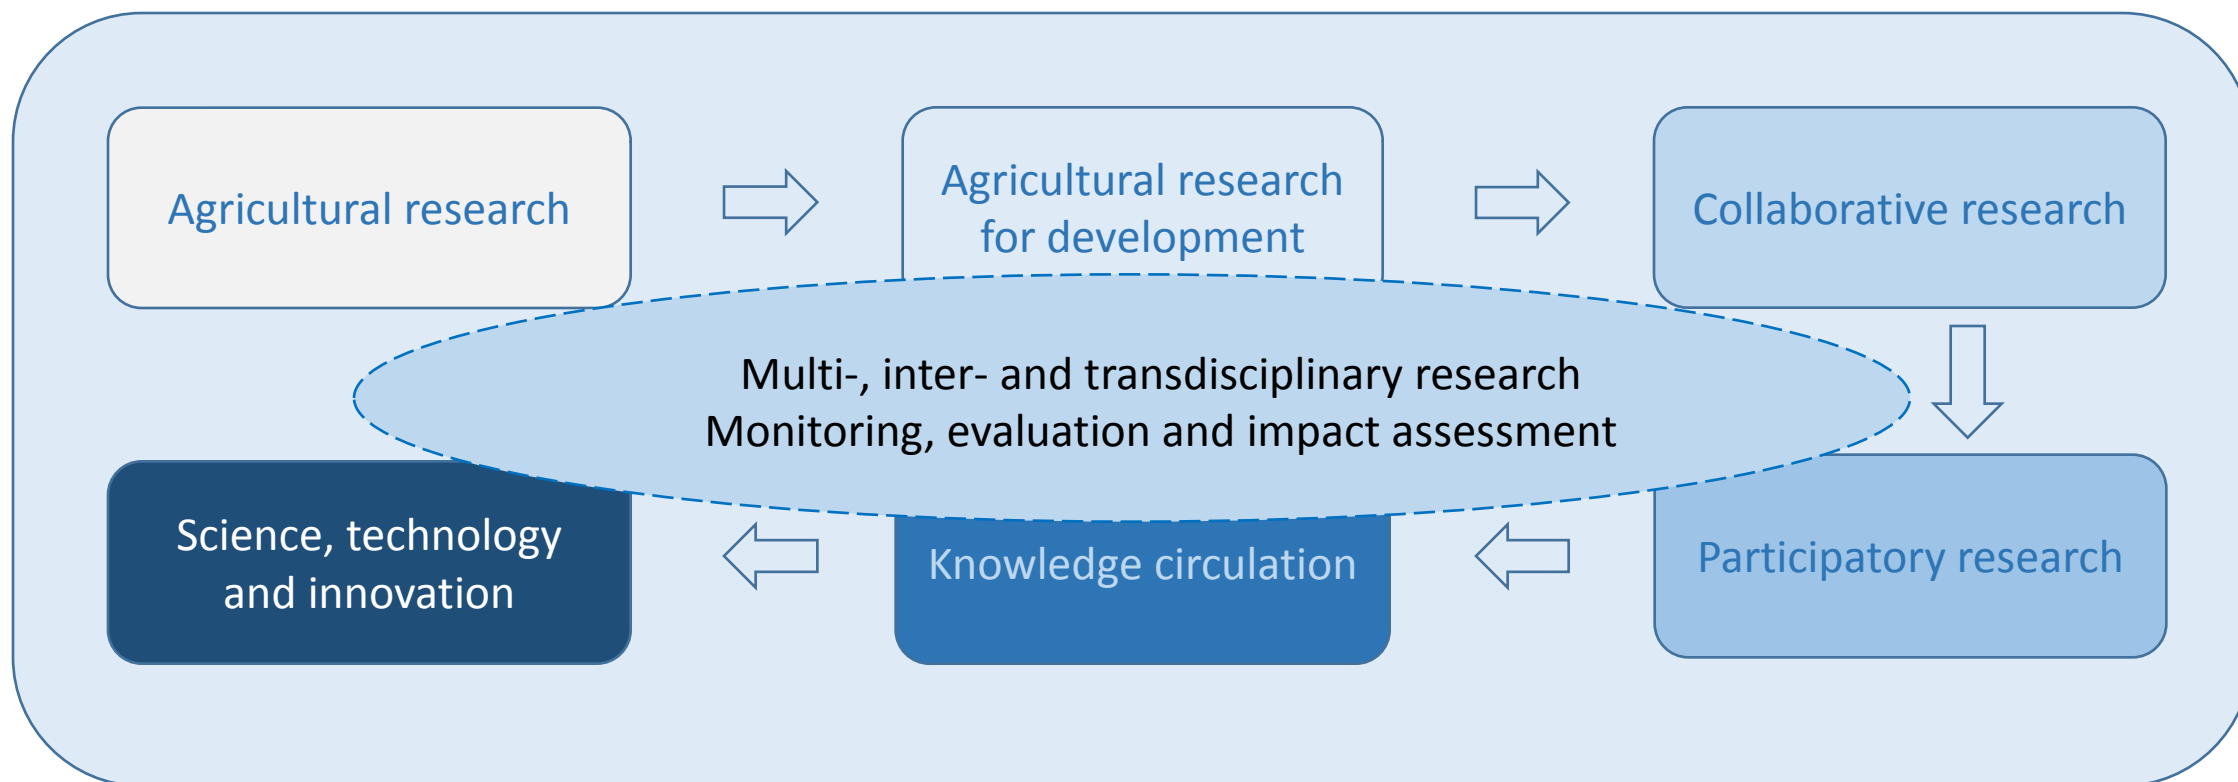 Agricultural research
Agricultural research
for development
Collaborative research
Multi-, inter- and transdisciplinary research
Monitoring, evaluation and impact assessment
Science, technology
and innovation
Knowledge circulation
Participatory research